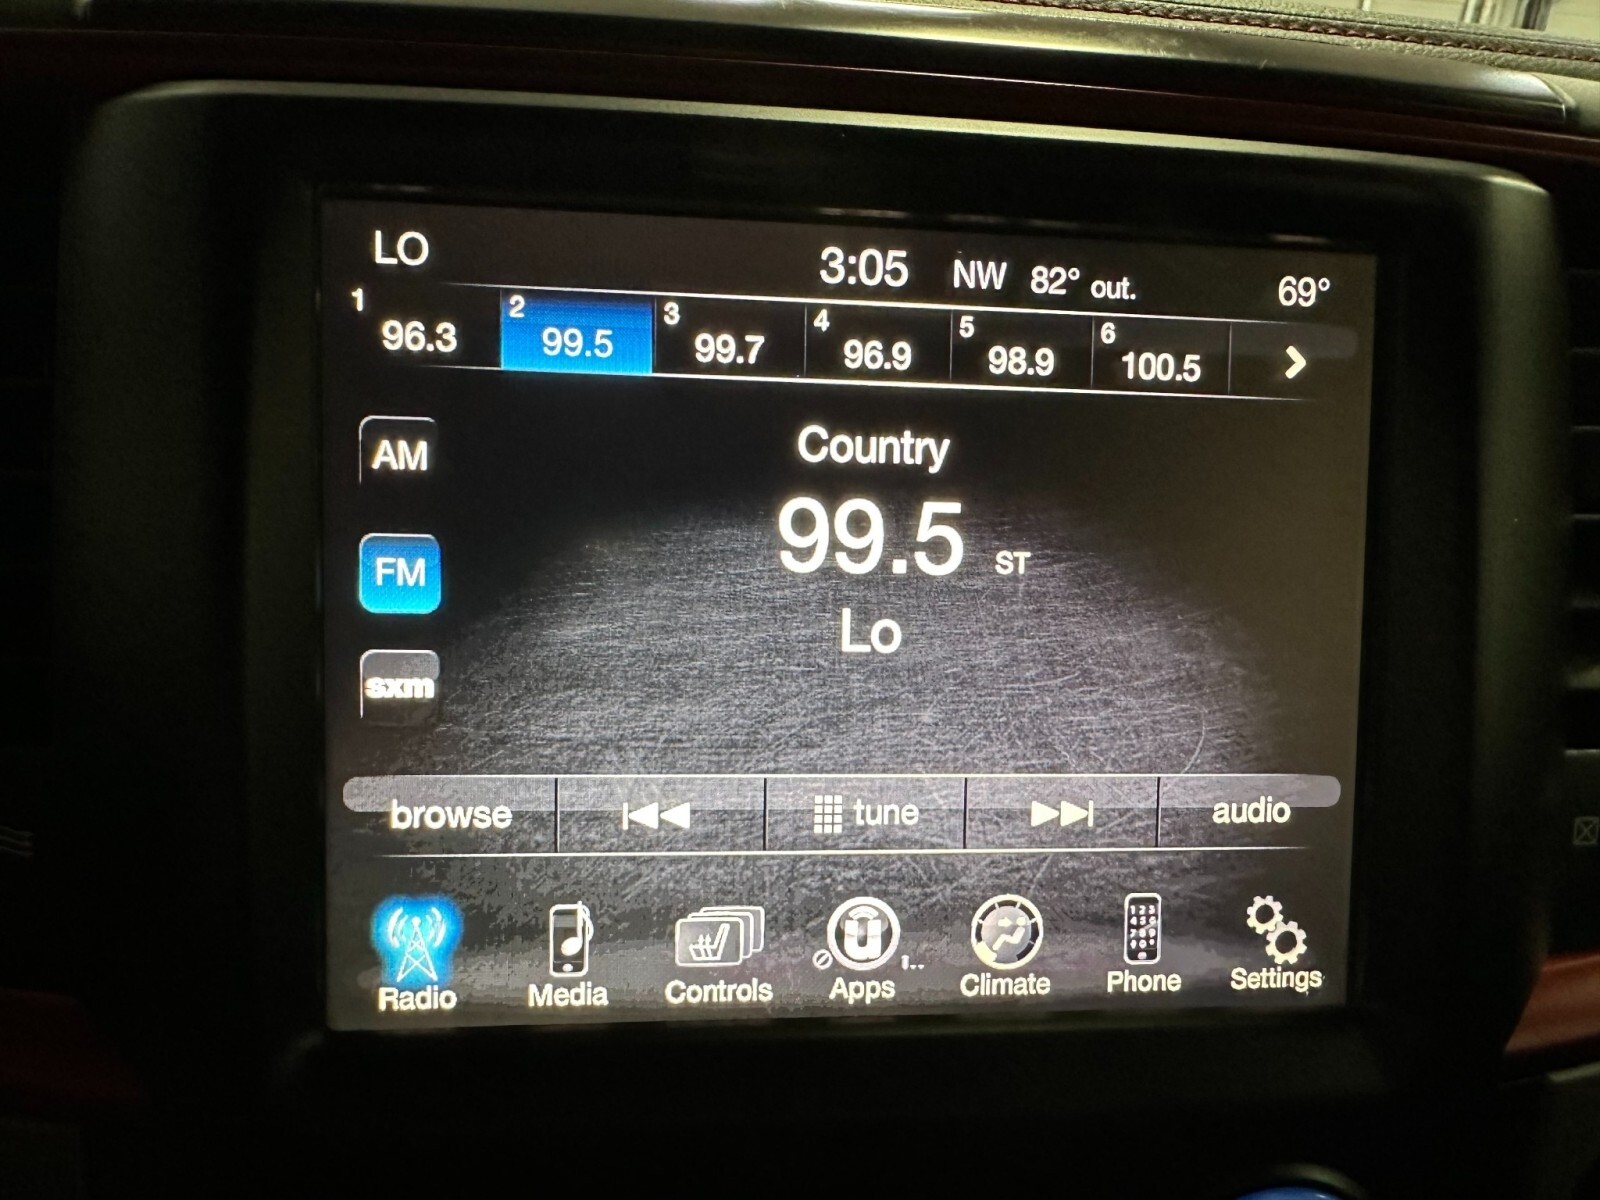 LO 3:05 NW 82° out. 69°
1 96.3 2 99.5 3 99.7 4 96.9 5 98.9 6 100.5
AM
Country
99.5 ST
FM
Lo
sxm
browse tune audio
Radio Media Controls Apps 1.. Climate Phone Settings